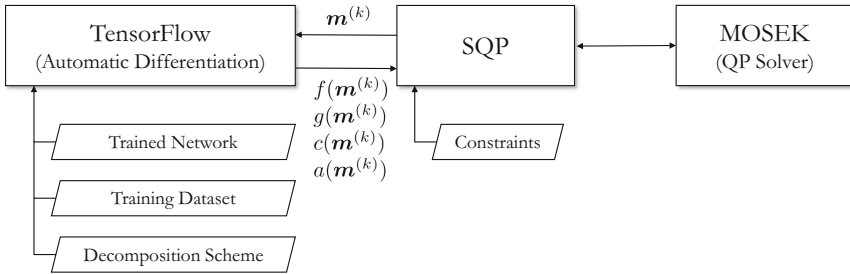 m^(k)
TensorFlow
(Automatic Differentiation)
SQP
MOSEK
(QP Solver)
f(m^(k))
g(m^(k))
c(m^(k))
a(m^(k))
Trained Network
Constraints
Training Dataset
Decomposition Scheme